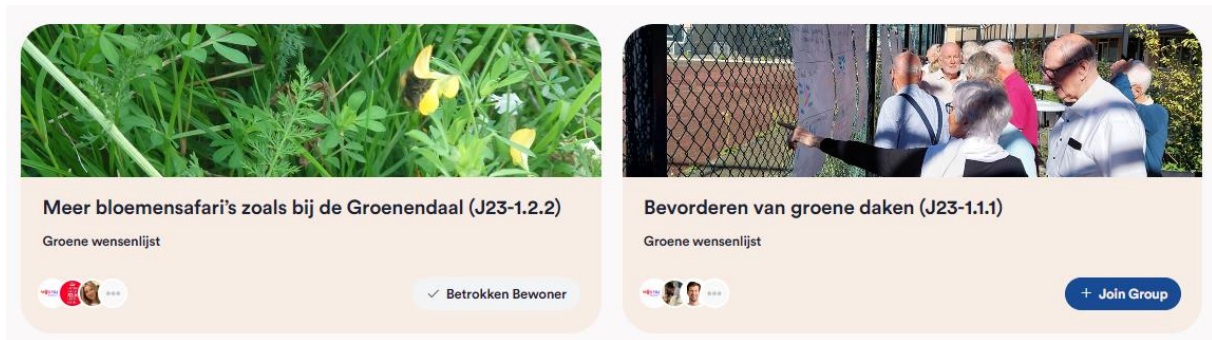 Meer bloemensafari's zoals bij de Groenendaal (J23-1.2.2)
Groene wensenlijst
Betrokken Bewoner
Bevorderen van groene daken (J23-1.1.1)
Groene wensenlijst
+ Join Group